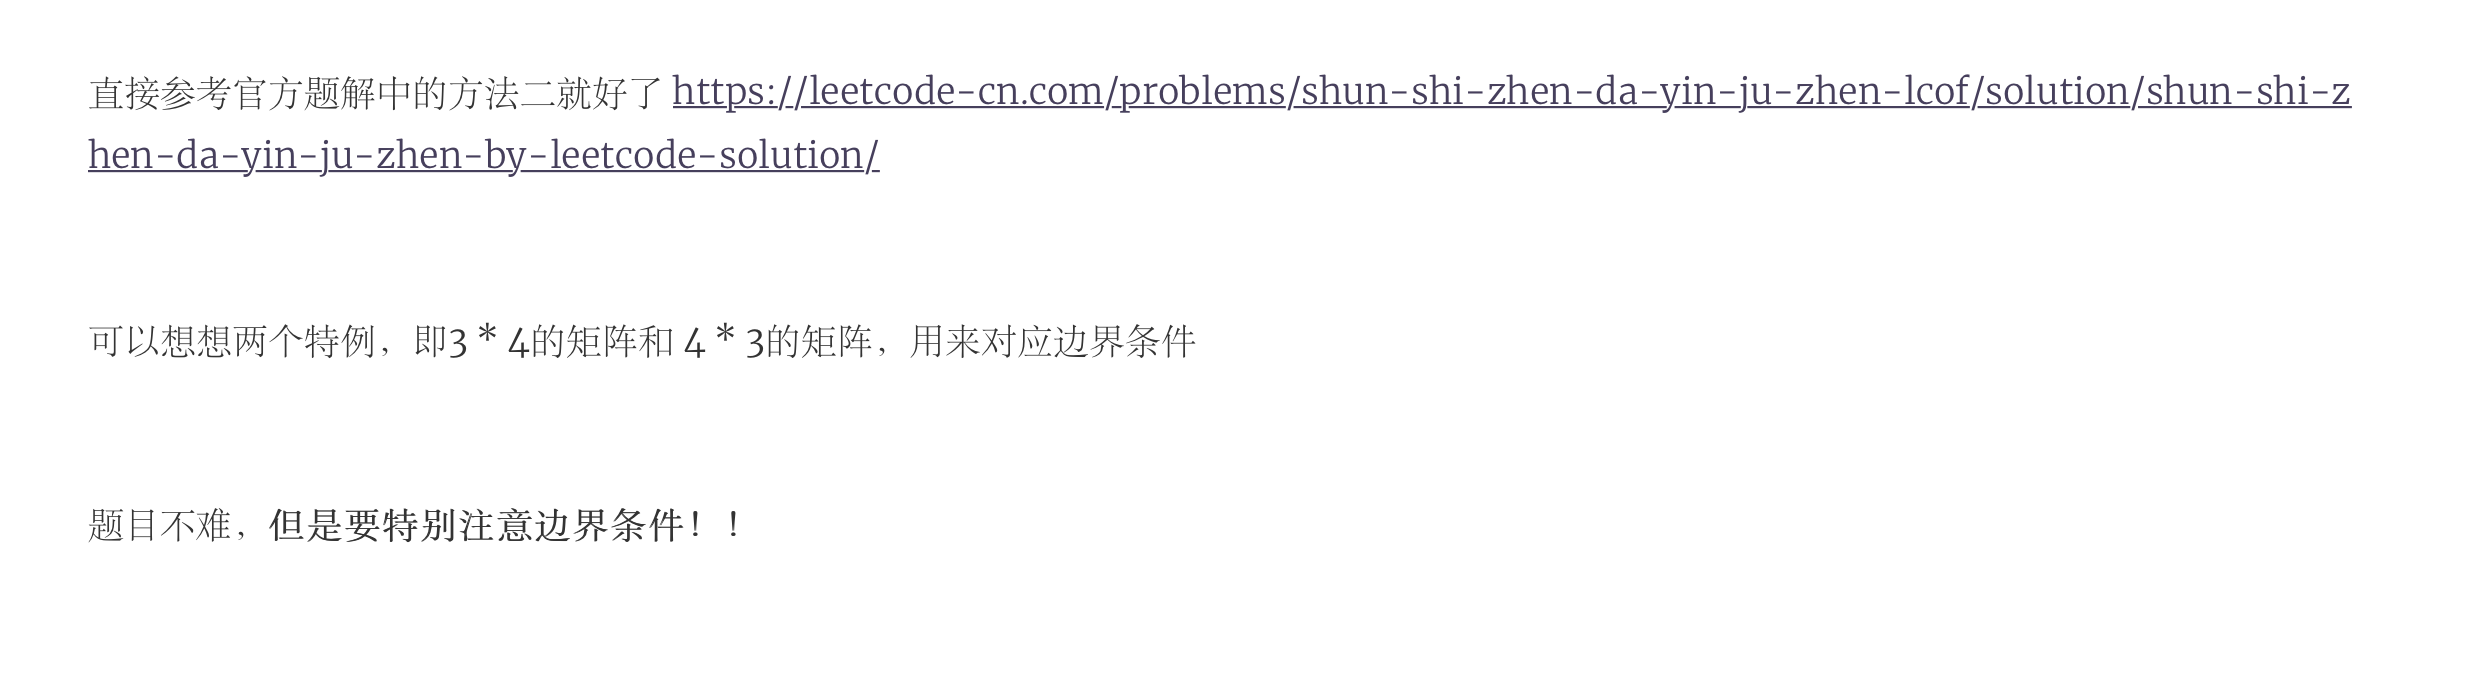 直接参考官方题解中的方法二就好了 https://leetcode-cn.com/problems/shun-shi-zhen-da-yin-ju-zhen-lcof/solution/shun-shi-z
hen-da-yin-ju-zhen-by-leetcode-solution/
可以想想两个特例，即3 * 4的矩阵和 4 * 3的矩阵，用来对应边界条件
题目不难，但是要特别注意边界条件！！